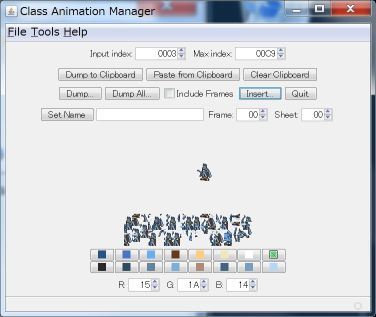 Class Animation Manager
File Tools Help
Input index: 0003 Max index: 00C9
Dump to Clipboard Paste from Clipboard Clear Clipboard
Dump... Dump All... Include Frames Insert... Quit
Set Name Frame: 00 Sheet: 00
R: 15 G: 1A B: 14